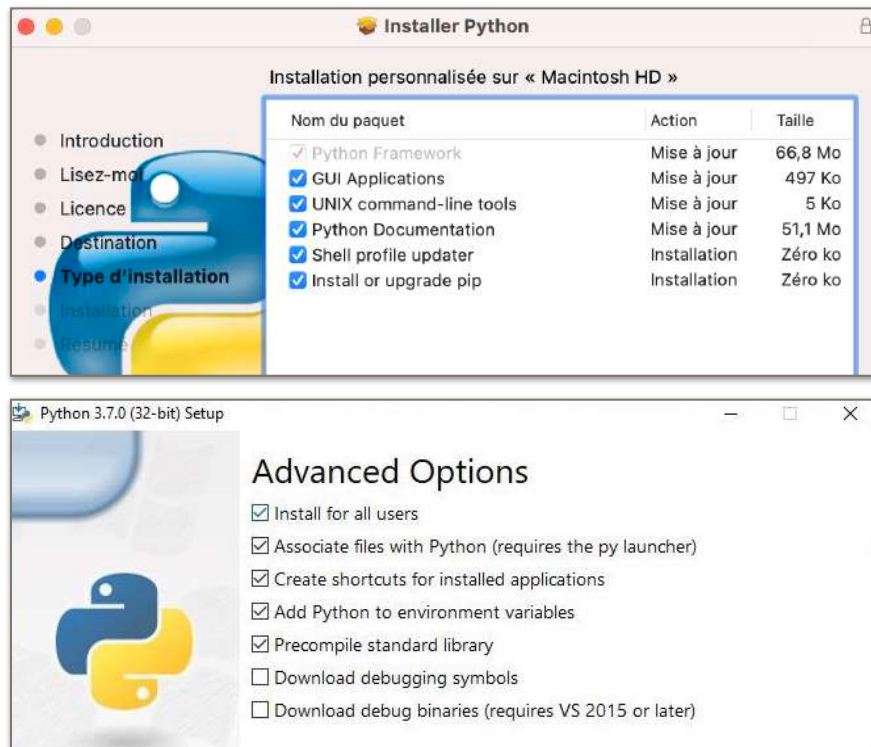 Installer Python
Installation personnalisée sur « Macintosh HD »
Introduction
Lisez-moi
Licence
Destination
Type d'installation
Installation
Résumé
Nom du paquet Action Taille
Python Framework Mise à jour 66,8 Mo
GUI Applications Mise à jour 497 Ko
UNIX command-line tools Mise à jour 5 Ko
Python Documentation Mise à jour 51,1 Mo
Shell profile updater Installation Zéro ko
Install or upgrade pip Installation Zéro ko
Python 3.7.0 (32-bit) Setup
Advanced Options
Install for all users
Associate files with Python (requires the py launcher)
Create shortcuts for installed applications
Add Python to environment variables
Precompile standard library
Download debugging symbols
Download debug binaries (requires VS 2015 or later)